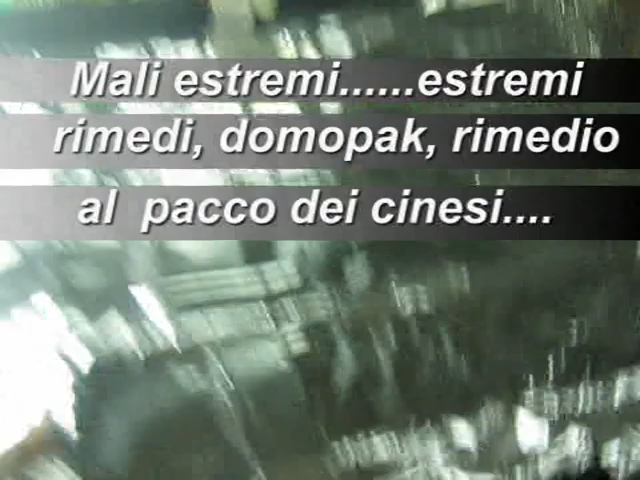 Mali estremi......estremi
rimedi, domopak, rimedio
al pacco dei cinesi....